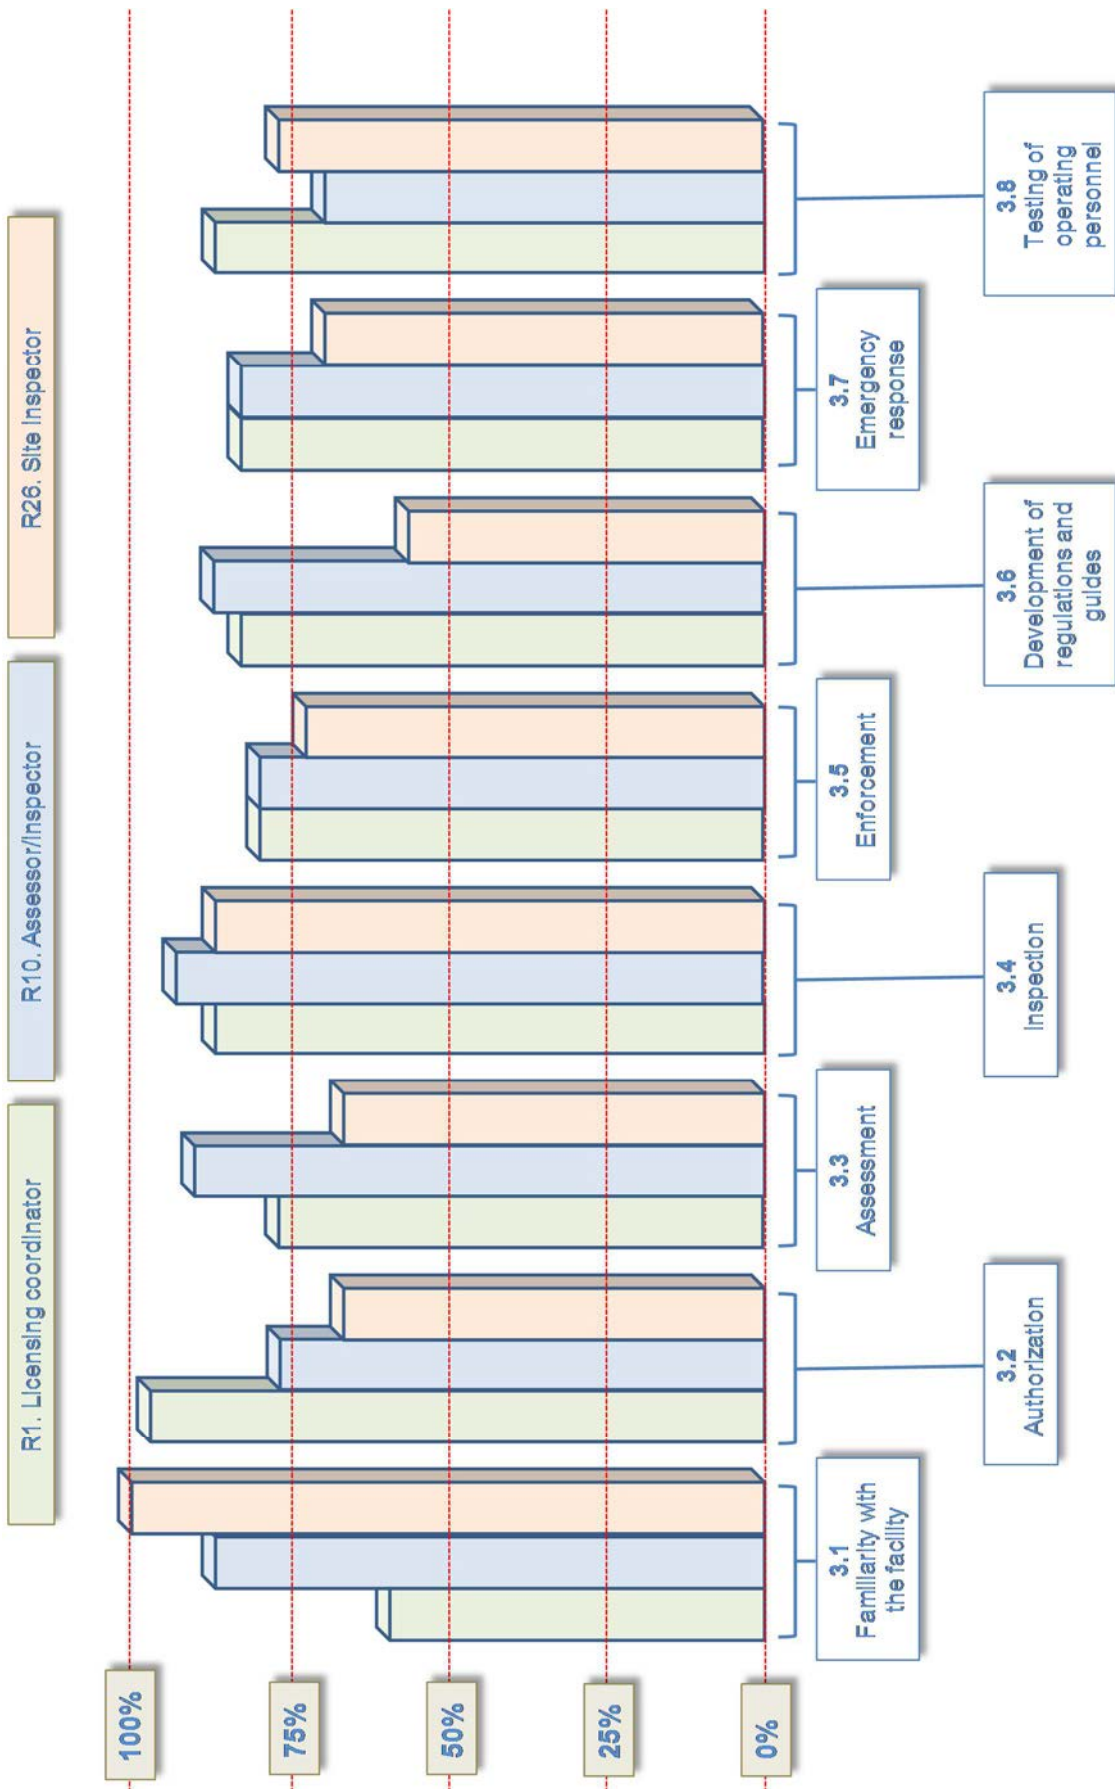 R1. Licensing coordinator
R10. Assessor/Inspector
R26. Site Inspector
100%
75%
50%
25%
0%
3.1
Familiarity with
the facility
3.2
Authorization
3.3
Assessment
3.4
Inspection
3.5
Enforcement
3.6
Development of
regulations and
guides
3.7
Emergency
response
3.8
Testing of
operating
personnel